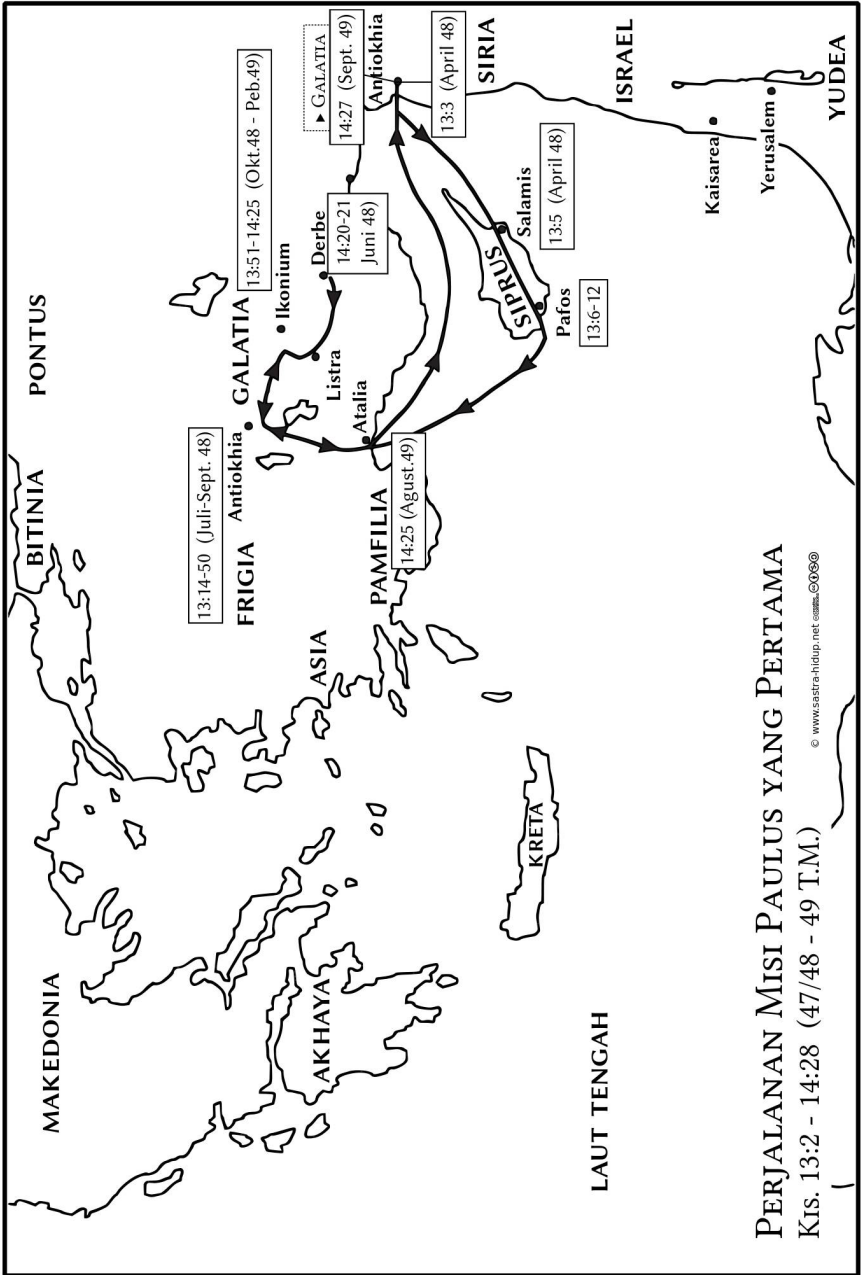 MAKEDONIA
BITINIA
PONTUS
13:14-50 (Juli-Sept. 48)
13:51-14:25 (Okt.48 - Peb.49)
▸ GALATIA
14:27 (Sept. 49)
Antiokhia
FRIGIA
Antiokhia
GALATIA
Ikonium
Derbe
14:20-21
Juni 48)
Listra
ASIA
Atalia
PAMFILIA
14:25 (Agust.49)
13:3 (April 48)
SIRIA
AKHAYA
SIPRUS
Salamis
13:5 (April 48)
Pafos
13:6-12
KRETA
LAUT TENGAH
ISRAEL
Kaisarea
Yerusalem
YUDEA
PERJALANAN MISI PAULUS YANG PERTAMA
KIS. 13:2 - 14:28 (47/48 - 49 T.M.)
© www.sastra-hidup.net